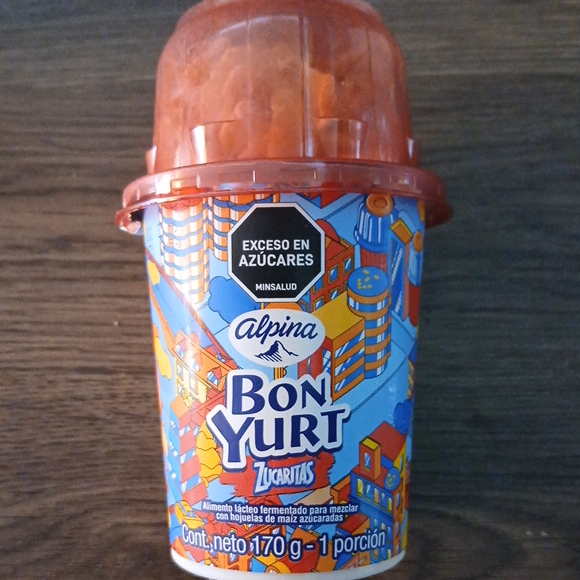 EXCESO EN
AZÚCARES
MINSALUD
alpina
BON
YURT
ZUCARITAS
Alimento lácteo fermentado para mezclar
con hojuelas de maíz azucaradas
Cont. neto 170 g - 1 porción